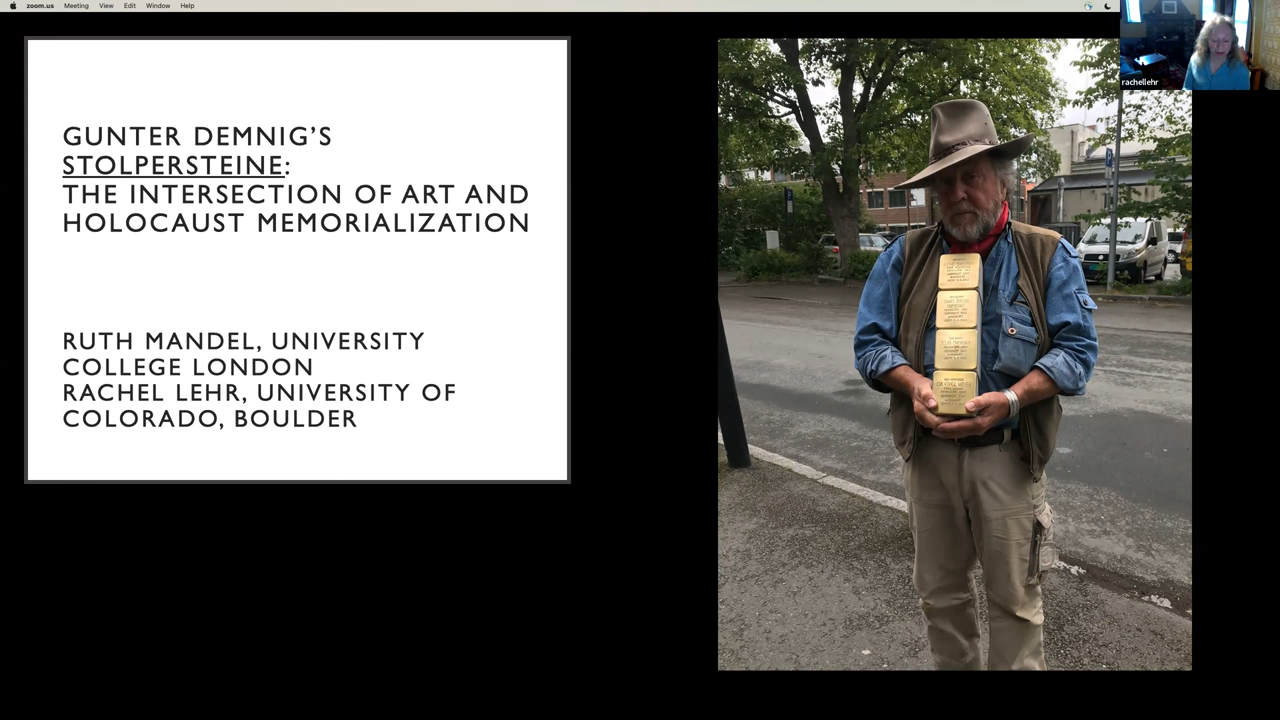 zoom.us Meeting View Edit Window Help
GUNTER DEMNIG'S
STOLPERSTEINE:
THE INTERSECTION OF ART AND
HOLOCAUST MEMORIALIZATION
RUTH MANDEL, UNIVERSITY
COLLEGE LONDON
RACHEL LEHR, UNIVERSITY OF
COLORADO, BOULDER
rachellehr